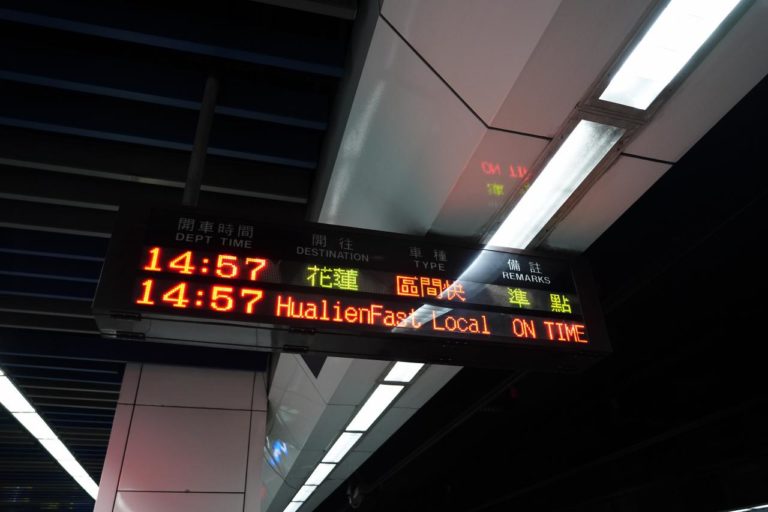 開車時間 開往 車種 備註
DEPT TIME DESTINATION TYPE REMARKS
14:57 花蓮 區間快 準點
14:57 HualienFast Local ON TIME